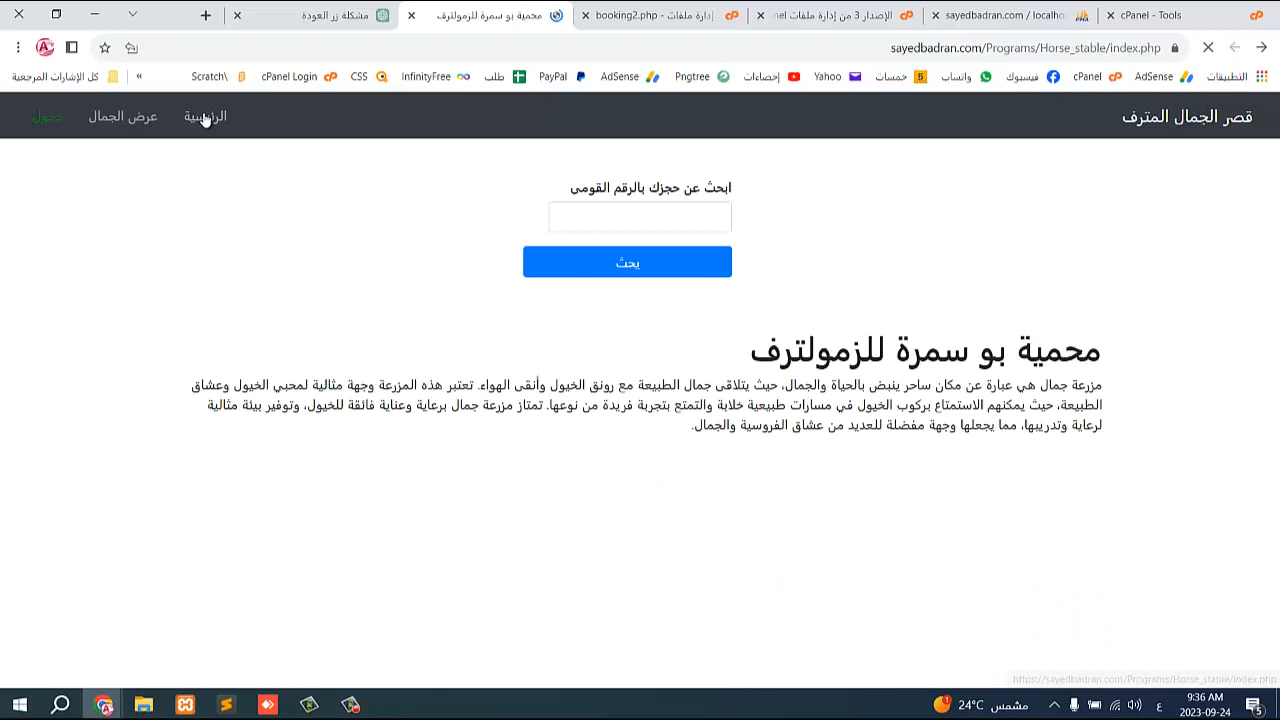 cPanel - Tools
sayedbadran.com / localho
الإصدار 3 من إدارة ملفات nel
إدارة ملفات - booking2.php
محمية بو سمرة للزمولترف
مشكلة زر العودة
sayedbadran.com/Programs/Horse_stable/index.php
التطبيقات
AdSense
cPanel
فيسبوك
واتساب
خمسات
Yahoo
إحصاءات
Pngtree
AdSense
PayPal
طلب
InfinityFree
CSS
cPanel Login
Scratch\
»
كل الإشارات المرجعية
قصر الجمال المترف
الرئيسية
عرض الجمال
دخول
ابحث عن حجزك بالرقم القومى
يحث
محمية بو سمرة للزمولترف
مزرعة جمال هي عبارة عن مكان ساحر ينبض بالحياة والجمال، حيث يتلاقى جمال الطبيعة مع رونق الخيول وأنقى الهواء. تعتبر هذه المزرعة وجهة مثالية لمحبي الخيول وعشاق
الطبيعة، حيث يمكنهم الاستمتاع بركوب الخيول في مسارات طبيعية خلابة والتمتع بتجربة فريدة من نوعها. تمتاز مزرعة جمال برعاية وعناية فائقة للخيول، وتوفير بيئة مثالية
لرعاية وتدريبها، مما يجعلها وجهة مفضلة للعديد من عشاق الفروسية والجمال.
https://sayedbadran.com/Programs/Horse_stable/index.php
24°C مشمس
1
ع
9:36 AM
2023-09-24
5